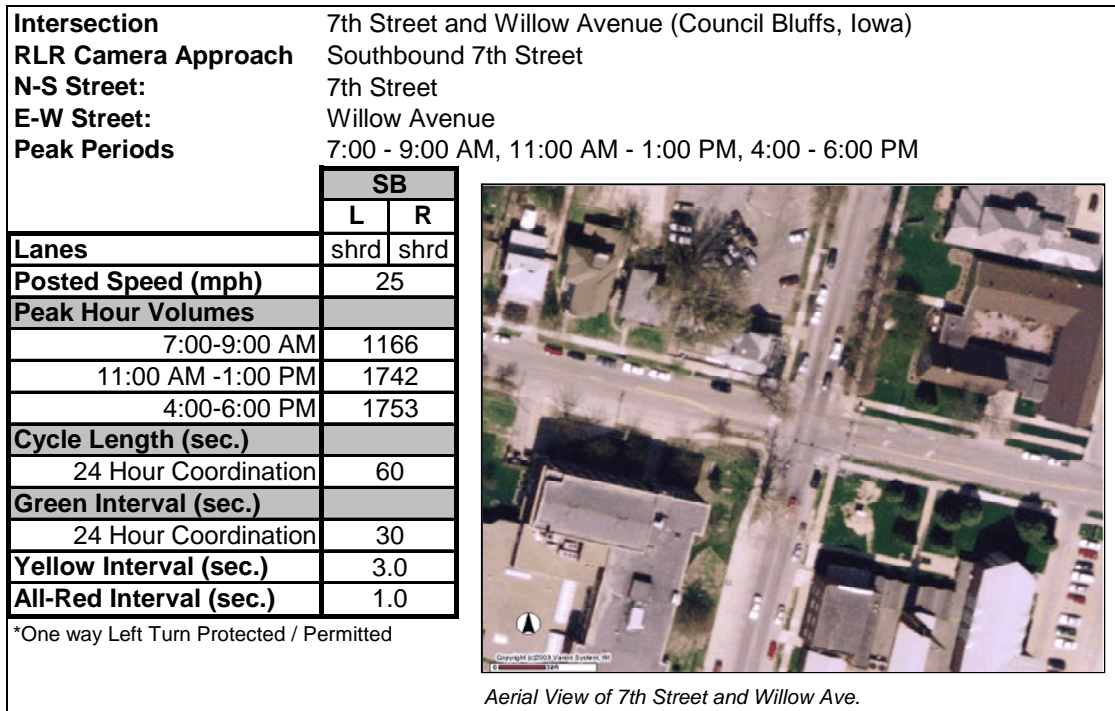 Intersection 7th Street and Willow Avenue (Council Bluffs, Iowa)
RLR Camera Approach Southbound 7th Street
N-S Street: 7th Street
E-W Street: Willow Avenue
Peak Periods 7:00 - 9:00 AM, 11:00 AM - 1:00 PM, 4:00 - 6:00 PM
SB
L R
Lanes shrd shrd
Posted Speed (mph) 25
Peak Hour Volumes
7:00-9:00 AM 1166
11:00 AM -1:00 PM 1742
4:00-6:00 PM 1753
Cycle Length (sec.)
24 Hour Coordination 60
Green Interval (sec.)
24 Hour Coordination 30
Yellow Interval (sec.) 3.0
All-Red Interval (sec.) 1.0
*One way Left Turn Protected / Permitted
Aerial View of 7th Street and Willow Ave.